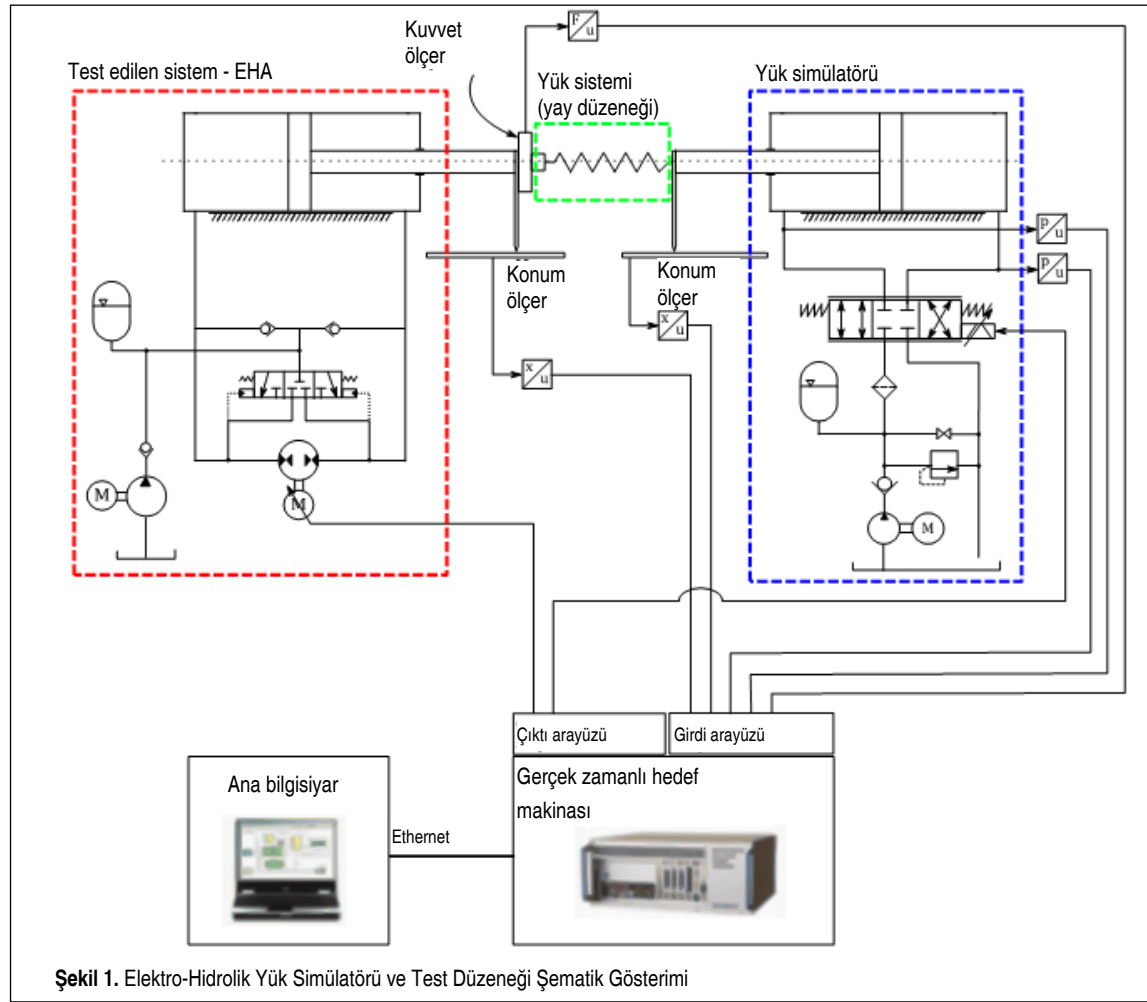 Kuvvet
ölçer
F
u
Test edilen sistem - EHA
Yük sistemi
(yay düzeneği)
Yük simülatörü
p
u
p
u
Konum
ölçer
Konum
ölçer
x
u
x
u
M
M
M
Çıktı arayüzü
Girdi arayüzü
Ana bilgisiyar
Ethernet
Gerçek zamanlı hedef
makinası
Şekil 1. Elektro-Hidrolik Yük Simülatörü ve Test Düzeneği Şematik Gösterimi